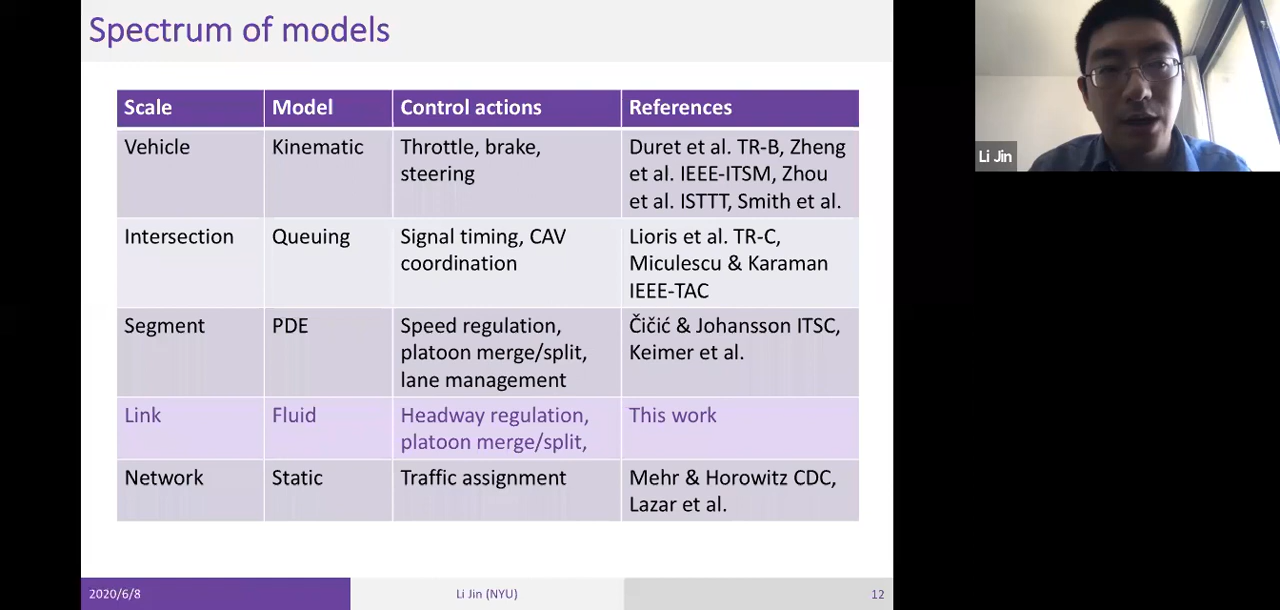 Spectrum of models
Scale Model Control actions References
Vehicle Kinematic Throttle, brake, Duret et al. TR-B, Zheng
steering et al. IEEE-ITSM, Zhou
et al. ISTTT, Smith et al.
Intersection Queuing Signal timing, CAV Lioris et al. TR-C,
coordination Miculescu & Karaman
IEEE-TAC
Segment PDE Speed regulation, Čičić & Johansson ITSC,
platoon merge/split, Keimer et al.
lane management
Link Fluid Headway regulation, This work
platoon merge/split,
Network Static Traffic assignment Mehr & Horowitz CDC,
Lazar et al.
2020/6/8 Li Jin (NYU) 12
Li Jin